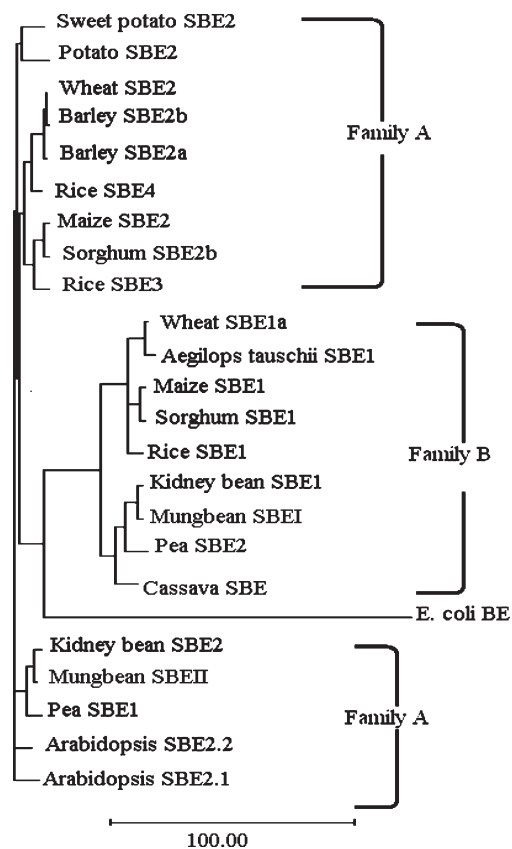 Sweet potato SBE2
Potato SBE2
Wheat SBE2
Barley SBE2b
Family A
Barley SBE2a
Rice SBE4
Maize SBE2
Sorghum SBE2b
Rice SBE3
Wheat SBE1a
Aegilops tauschii SBE1
Maize SBE1
Sorghum SBE1
Rice SBE1
Family B
Kidney bean SBE1
Mungbean SBEI
Pea SBE2
Cassava SBE
E. coli BE
Kidney bean SBE2
Mungbean SBEII
Pea SBE1
Family A
Arabidopsis SBE2.2
Arabidopsis SBE2.1
100.00